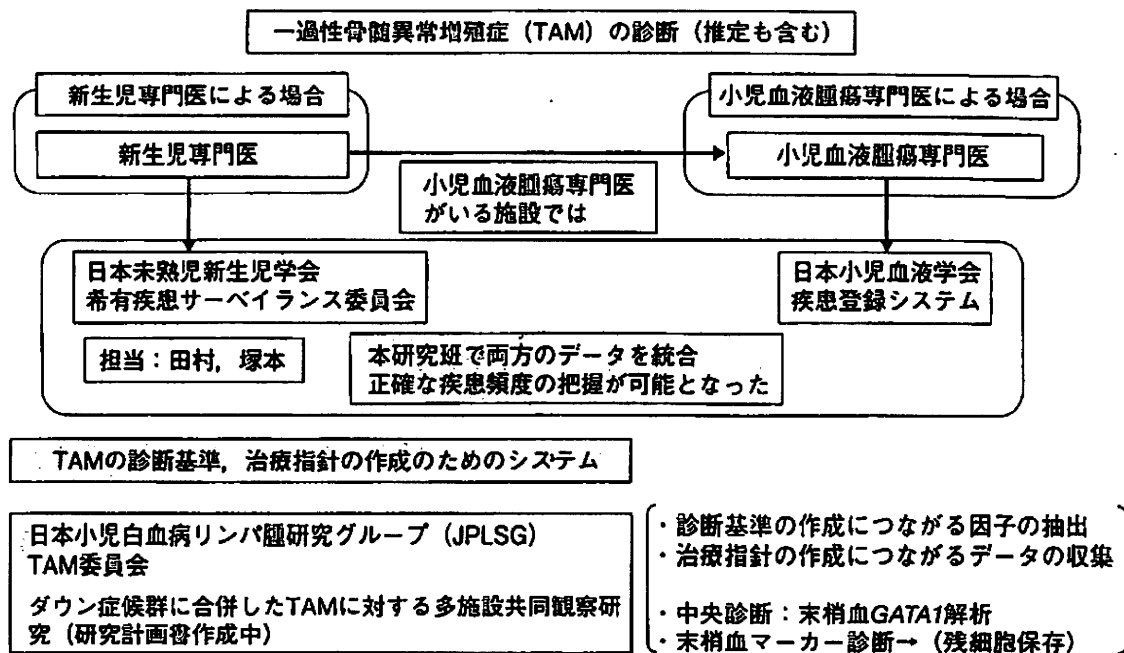 一過性骨髄異常増殖症（TAM）の診断（推定も含む）
新生児専門医による場合
新生児専門医
小児血液腫瘍専門医による場合
小児血液腫瘍専門医
小児血液腫瘍専門医
がいる施設では
日本未熟児新生児学会
希有疾患サーベイランス委員会
日本小児血液学会
疾患登録システム
担当：田村，塚本
本研究班で両方のデータを統合
正確な疾患頻度の把握が可能となった
TAMの診断基準，治療指針の作成のためのシステム
日本小児白血病リンパ腫研究グループ（JPLSG）
TAM委員会
ダウン症候群に合併したTAMに対する多施設共同観察研
究（研究計画書作成中）
・診断基準の作成につながる因子の抽出
・治療指針の作成につながるデータの収集
・中央診断：末梢血GATA1解析
・末梢血マーカー診断→（残細胞保存）